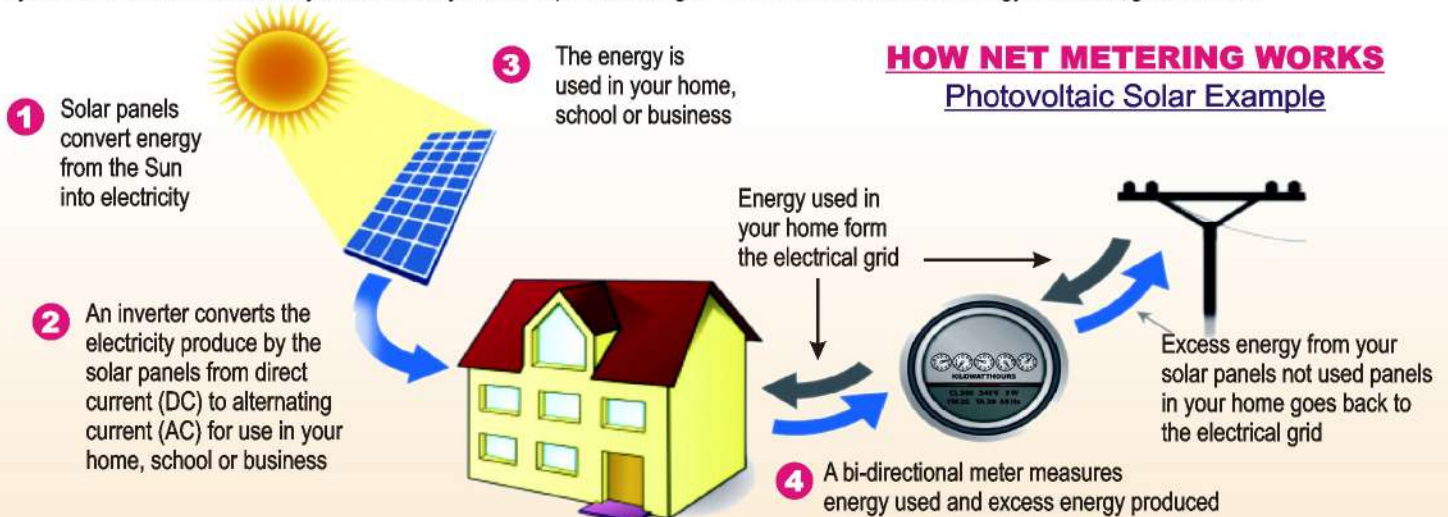 HOW NET METERING WORKS
Photovoltaic Solar Example
1
Solar panels
convert energy
from the Sun
into electricity
2
An inverter converts the
electricity produce by the
solar panels from direct
current (DC) to alternating
current (AC) for use in your
home, school or business
3
The energy is
used in your home,
school or business
Energy used in
your home form
the electrical grid
Excess energy from your
solar panels not used panels
in your home goes back to
the electrical grid
KILOWATTHOURS
4
A bi-directional meter measures
energy used and excess energy produced